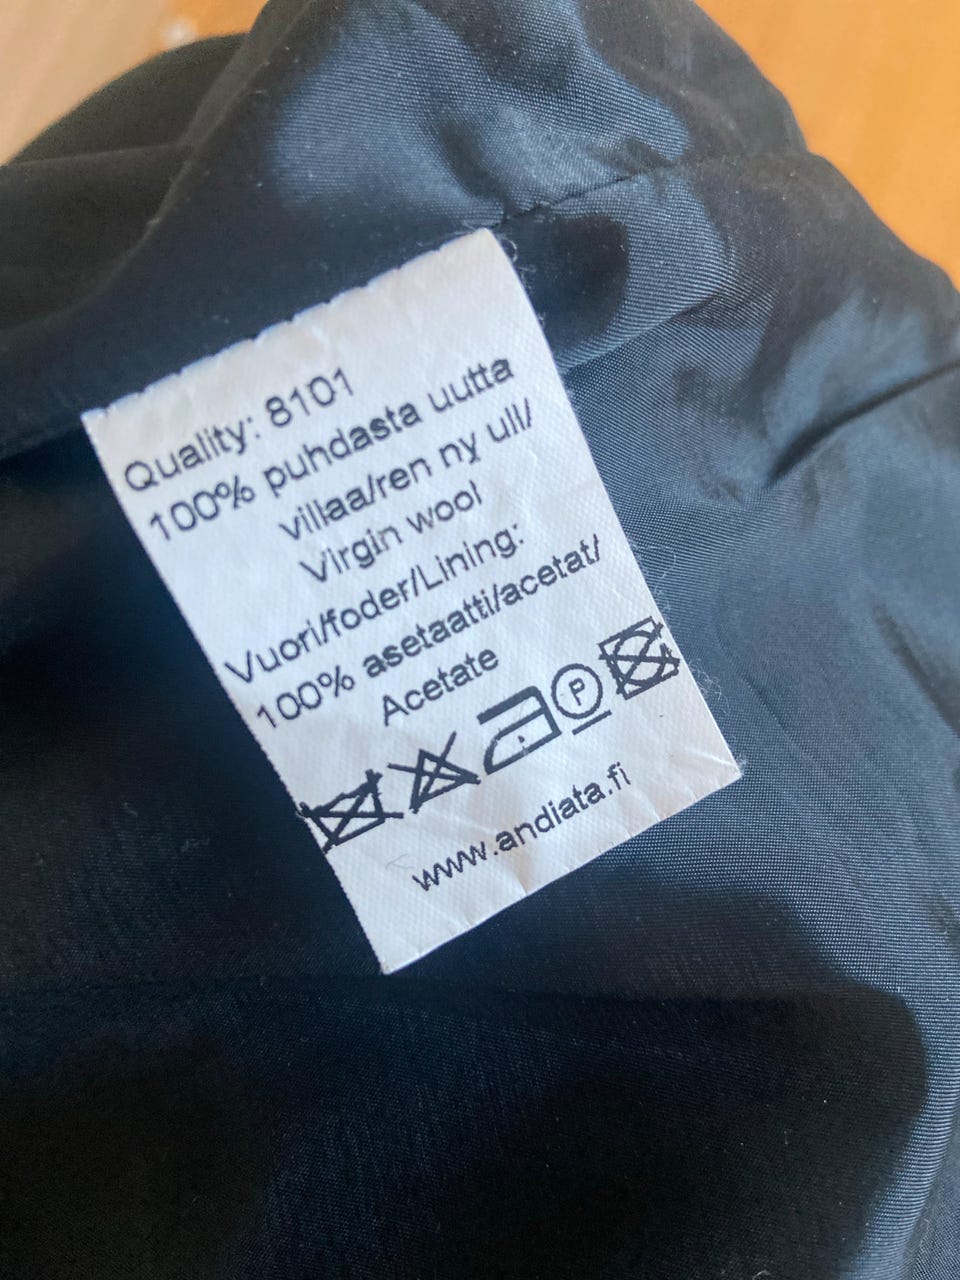 Quality: 8101
100% puhdasta uutta
villaa/ren ny ull/
Virgin wool
Vuori/foder/Lining:
100% asetaatti/acetat/
Acetate
P
www.andiata.fi